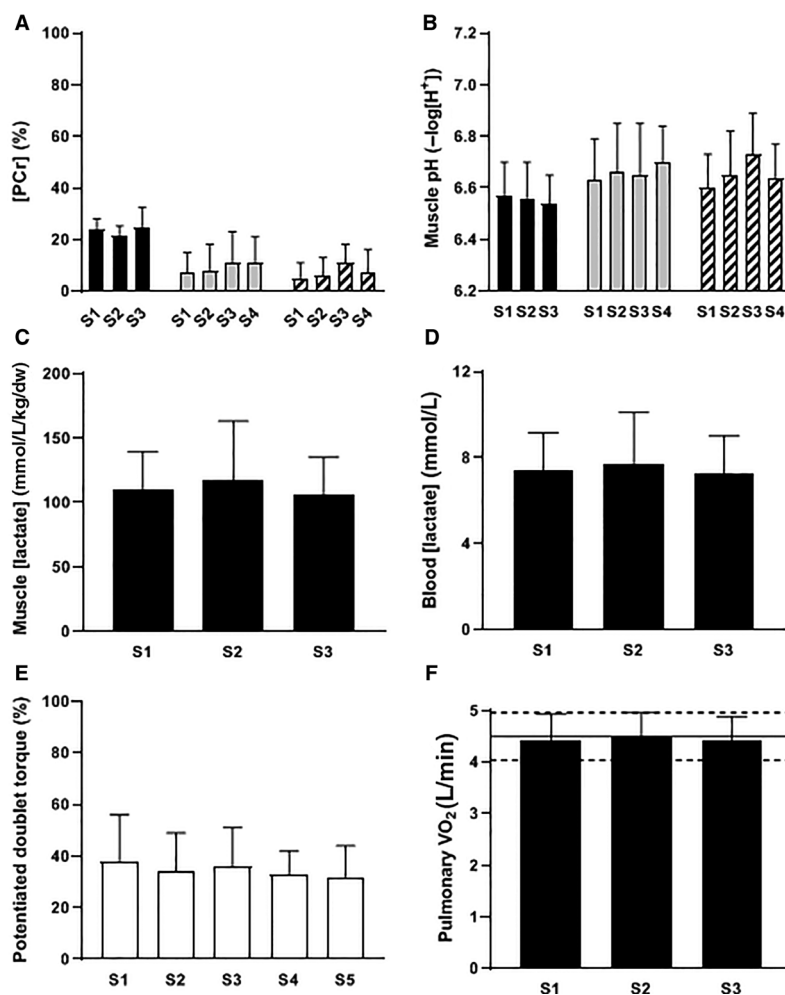 A
100
80
60
40
20
0
[PCr] (%)
S1 S2 S3 S1 S2 S3 S4 S1 S2 S3 S4
B
7.2
7.0
6.8
6.6
6.4
6.2
Muscle pH (−log[H⁺])
S1 S2 S3 S1 S2 S3 S4 S1 S2 S3 S4
C
200
150
100
50
0
Muscle [lactate] (mmol/L/kg/dw)
S1 S2 S3
D
12
8
4
0
Blood [lactate] (mmol/L)
S1 S2 S3
E
100
80
60
40
20
0
Potentiated doublet torque (%)
S1 S2 S3 S4 S5
F
5
4
3
2
1
0
Pulmonary VO₂ (L/min)
S1 S2 S3